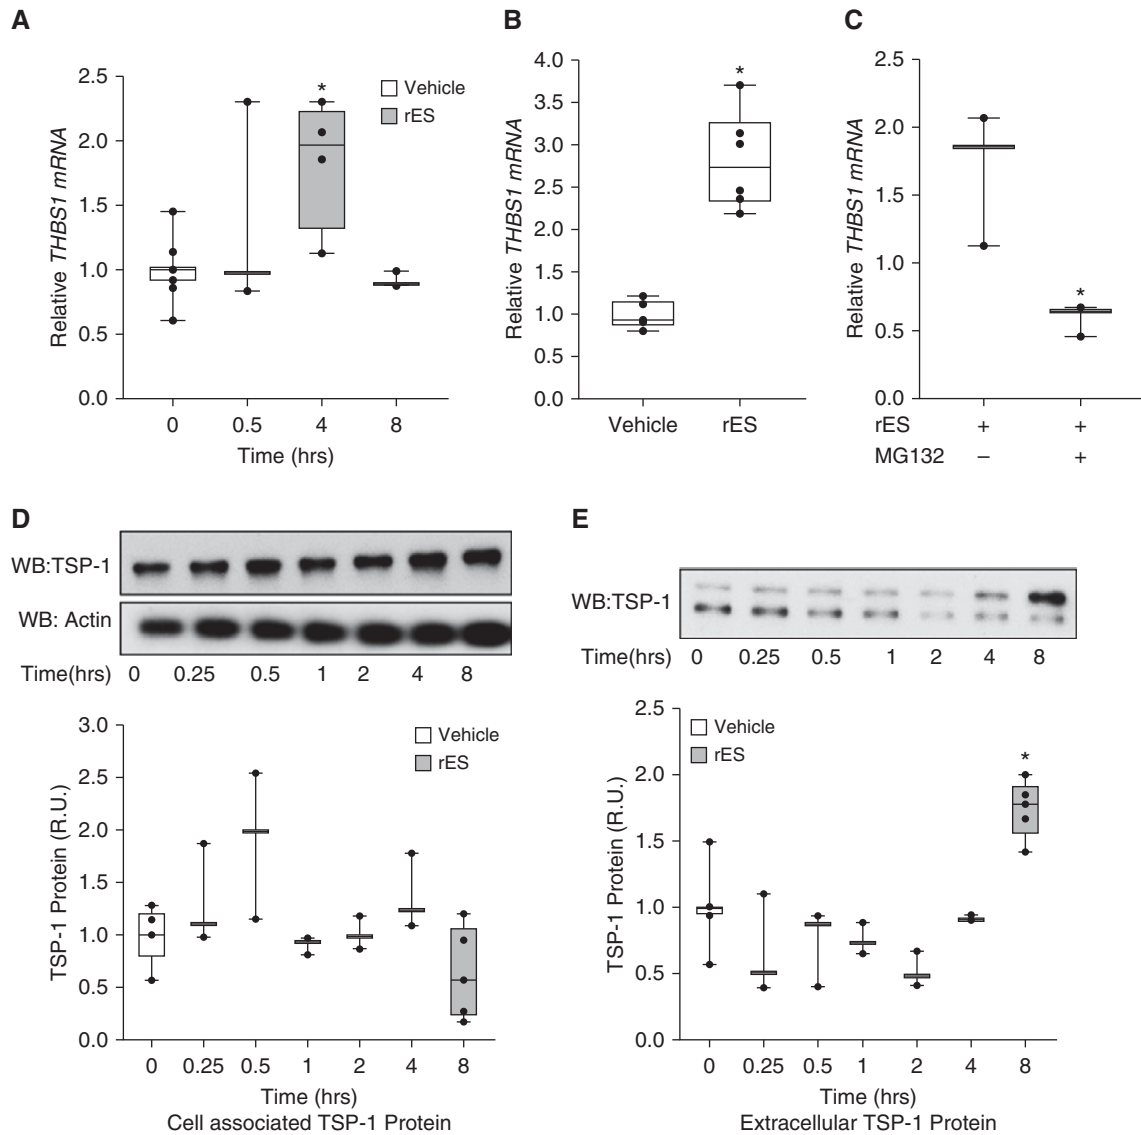 A
Relative THBS1 mRNA
2.5
2.0
1.5
1.0
0.5
0.0
*
Vehicle
rES
0 0.5 4 8
Time (hrs)
B
Relative THBS1 mRNA
4.0
3.5
3.0
2.5
2.0
1.5
1.0
0.5
0.0
*
Vehicle rES
C
Relative THBS1 mRNA
2.5
2.0
1.5
1.0
0.5
0.0
*
rES + +
MG132 – +
D
WB:TSP-1
WB: Actin
Time(hrs) 0 0.25 0.5 1 2 4 8
TSP-1 Protein (R.U.)
3.0
2.5
2.0
1.5
1.0
0.5
0.0
Vehicle
rES
0 0.25 0.5 1 2 4 8
Time (hrs)
Cell associated TSP-1 Protein
E
WB:TSP-1
Time(hrs) 0 0.25 0.5 1 2 4 8
TSP-1 Protein (R.U.)
2.5
2.0
1.5
1.0
0.5
0.0
Vehicle
rES
*
0 0.25 0.5 1 2 4 8
Time (hrs)
Extracellular TSP-1 Protein